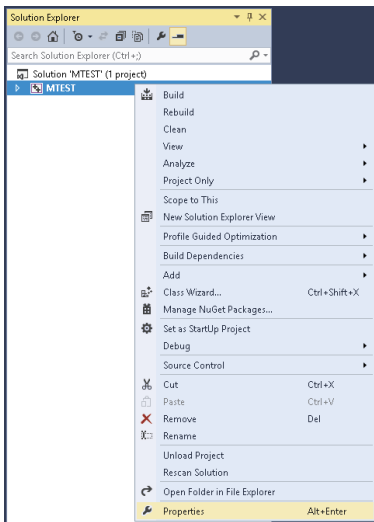 Solution Explorer
Search Solution Explorer (Ctrl+;)
Solution 'MTEST' (1 project)
MTEST
Build
Rebuild
Clean
View
Analyze
Project Only
Scope to This
New Solution Explorer View
Profile Guided Optimization
Build Dependencies
Add
Class Wizard... Ctrl+Shift+X
Manage NuGet Packages...
Set as StartUp Project
Debug
Source Control
Cut Ctrl+X
Paste Ctrl+V
Remove Del
Rename
Unload Project
Rescan Solution
Open Folder in File Explorer
Properties Alt+Enter